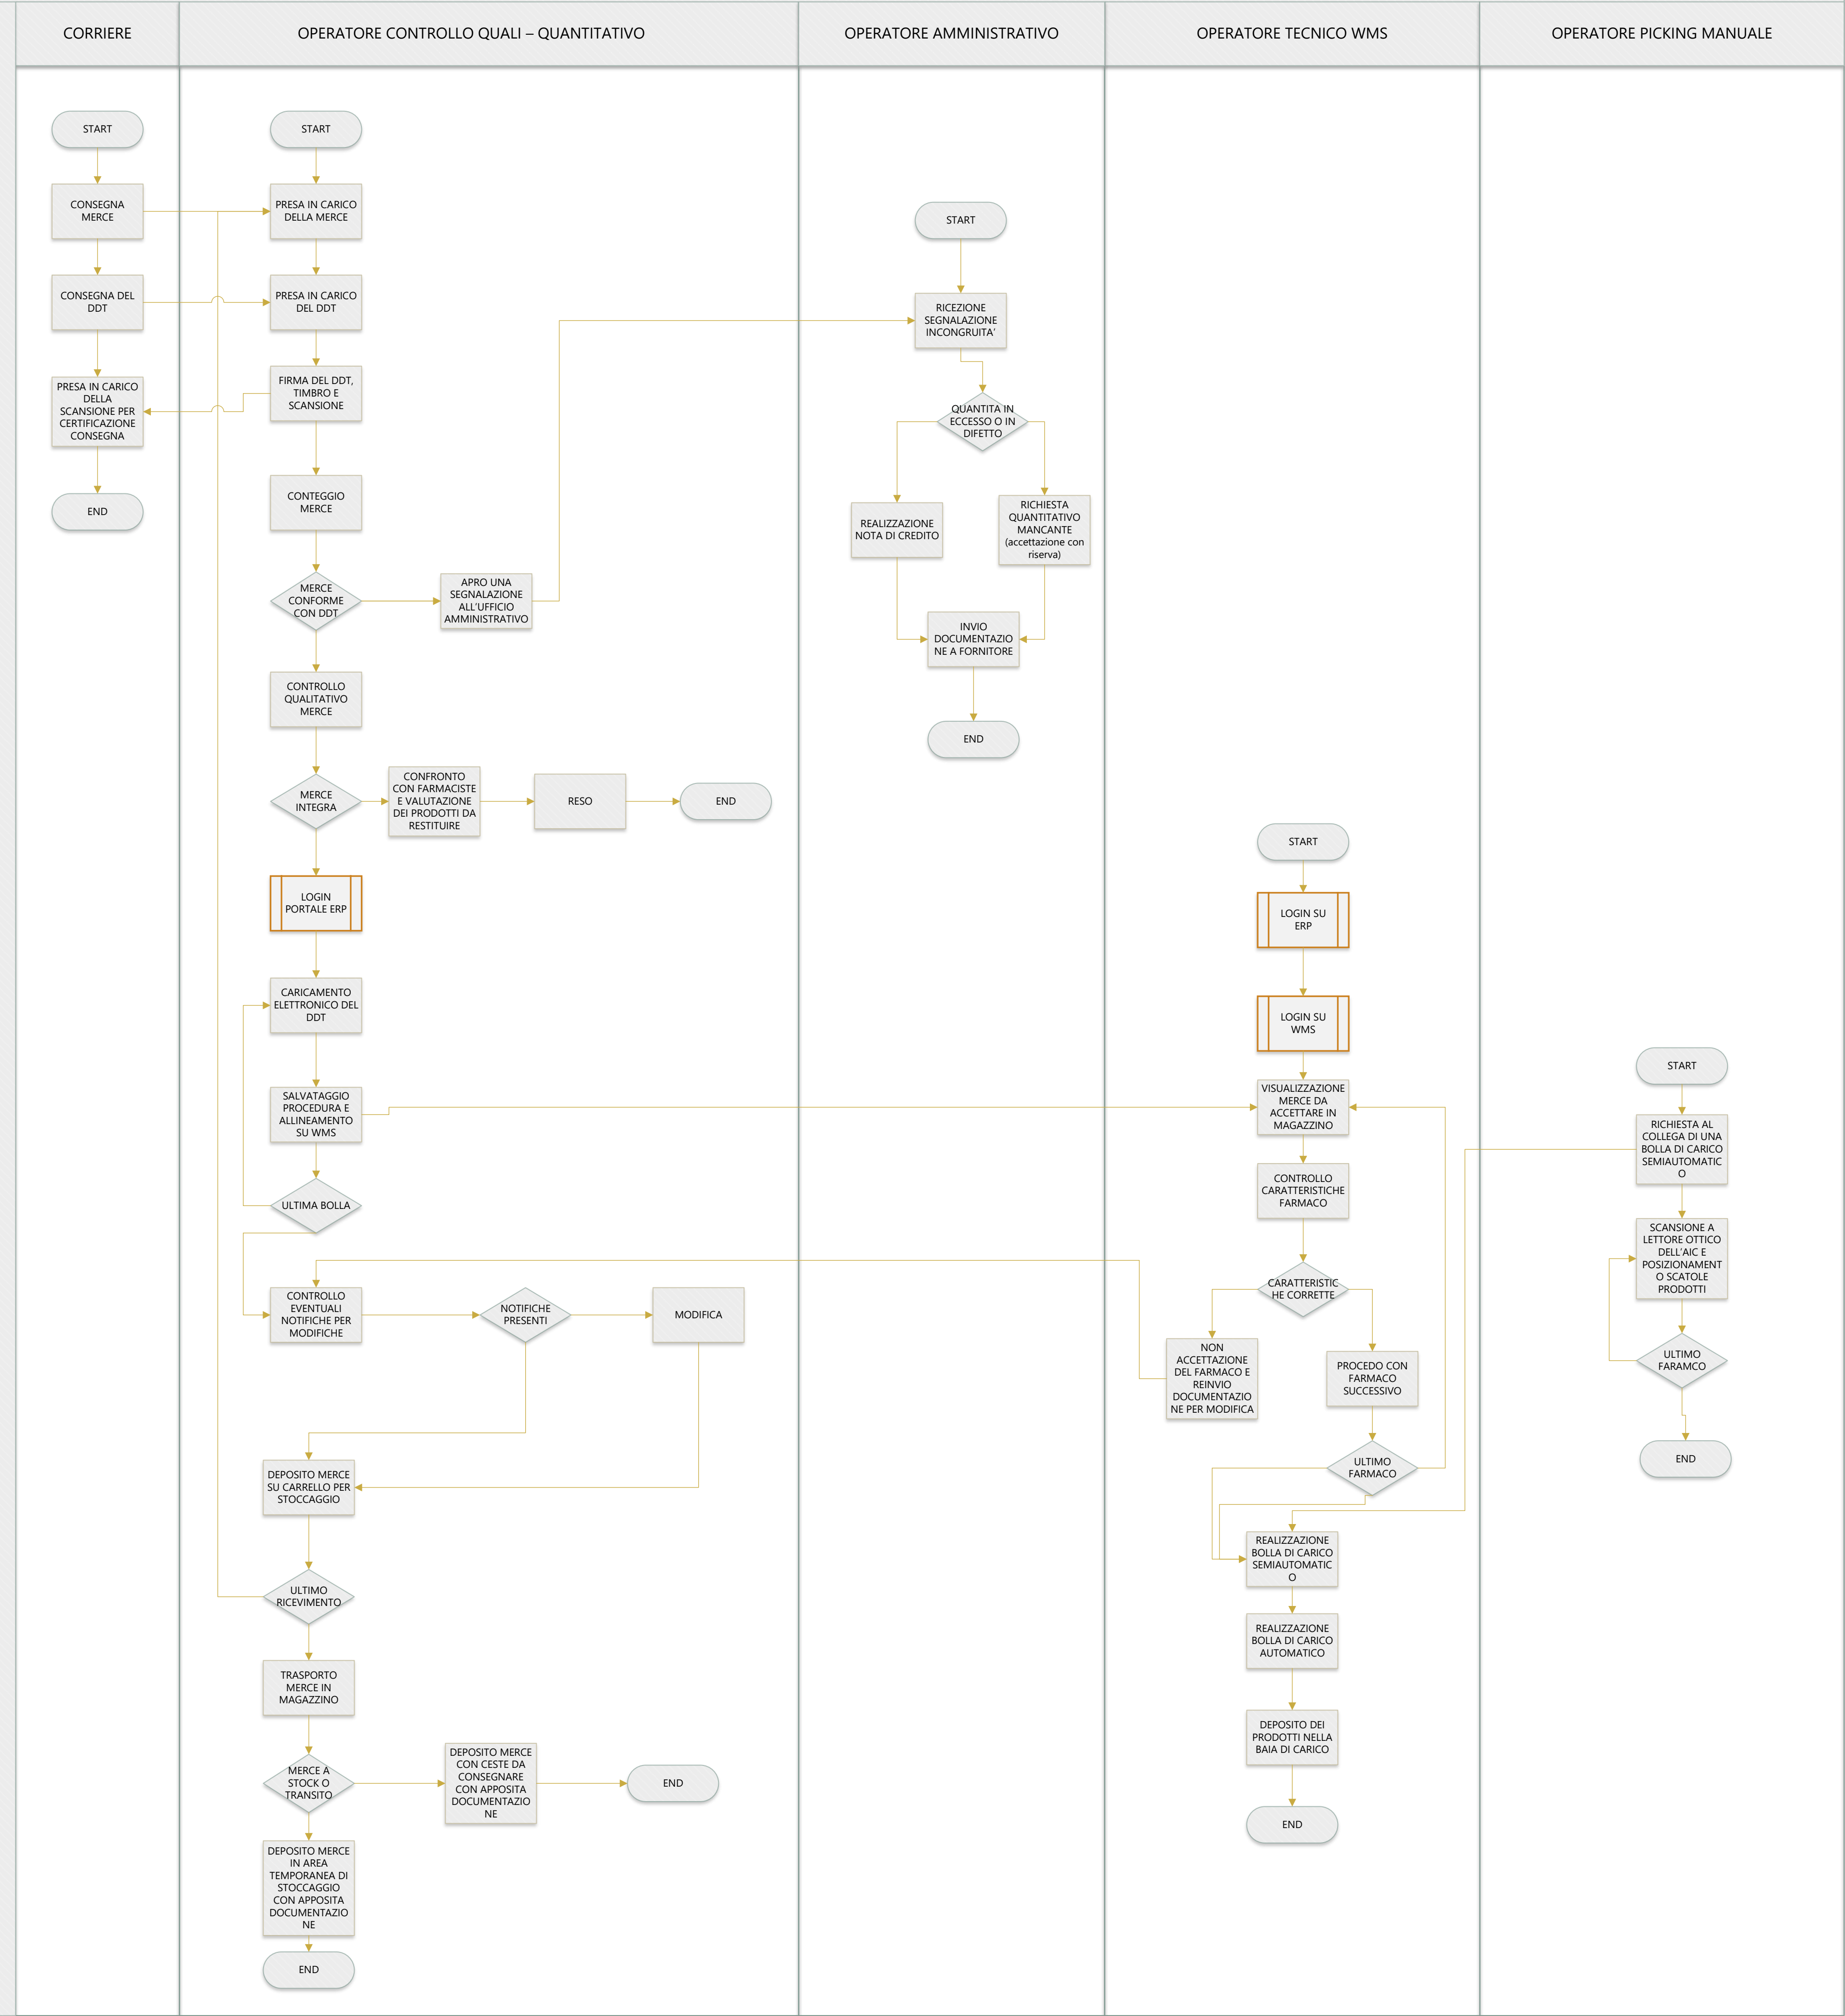 CORRIERE
OPERATORE CONTROLLO QUALI – QUANTITATIVO
OPERATORE AMMINISTRATIVO
OPERATORE TECNICO WMS
OPERATORE PICKING MANUALE
START
CONSEGNA
MERCE
CONSEGNA DEL
DDT
PRESA IN CARICO
DELLA
SCANSIONE PER
CERTIFICAZIONE
CONSEGNA
END
START
PRESA IN CARICO
DELLA MERCE
PRESA IN CARICO
DEL DDT
FIRMA DEL DDT,
TIMBRO E
SCANSIONE
CONTEGGIO
MERCE
MERCE
CONFORME
CON DDT
APRO UNA
SEGNALAZIONE
ALL'UFFICIO
AMMINISTRATIVO
CONTROLLO
QUALITATIVO
MERCE
MERCE
INTEGRA
CONFRONTO
CON FARMACISTE
E VALUTAZIONE
DEI PRODOTTI DA
RESTITUIRE
RESO
END
LOGIN
PORTALE ERP
CARICAMENTO
ELETTRONICO DEL
DDT
SALVATAGGIO
PROCEDURA E
ALLINEAMENTO
SU WMS
ULTIMA BOLLA
CONTROLLO
EVENTUALI
NOTIFICHE PER
MODIFICHE
NOTIFICHE
PRESENTI
MODIFICA
DEPOSITO MERCE
SU CARRELLO PER
STOCCAGGIO
ULTIMO
RICEVIMENTO
TRASPORTO
MERCE IN
MAGAZZINO
MERCE A
STOCK O
TRANSITO
DEPOSITO MERCE
CON CESTE DA
CONSEGNARE
CON APPOSITA
DOCUMENTAZIO
NE
END
DEPOSITO MERCE
IN AREA
TEMPORANEA DI
STOCCAGGIO
CON APPOSITA
DOCUMENTAZIO
NE
END
START
RICEZIONE
SEGNALAZIONE
INCONGRUITA'
QUANTITA IN
ECCESSO O IN
DIFETTO
REALIZZAZIONE
NOTA DI CREDITO
RICHIESTA
QUANTITATIVO
MANCANTE
(accettazione con
riserva)
INVIO
DOCUMENTAZIO
NE A FORNITORE
END
START
LOGIN SU
ERP
LOGIN SU
WMS
VISUALIZZAZIONE
MERCE DA
ACCETTARE IN
MAGAZZINO
CONTROLLO
CARATTERISTICHE
FARMACO
CARATTERISTIC
HE CORRETTE
NON
ACCETTAZIONE
DEL FARMACO E
REINVIO
DOCUMENTAZIO
NE PER MODIFICA
PROCEDO CON
FARMACO
SUCCESSIVO
ULTIMO
FARMACO
REALIZZAZIONE
BOLLA DI CARICO
SEMIAUTOMATIC
O
REALIZZAZIONE
BOLLA DI CARICO
AUTOMATICO
DEPOSITO DEI
PRODOTTI NELLA
BAIA DI CARICO
END
START
RICHIESTA AL
COLLEGA DI UNA
BOLLA DI CARICO
SEMIAUTOMATIC
O
SCANSIONE A
LETTORE OTTICO
DELL'AIC E
POSIZIONAMENT
O SCATOLE
PRODOTTI
ULTIMO
FARAMCO
END